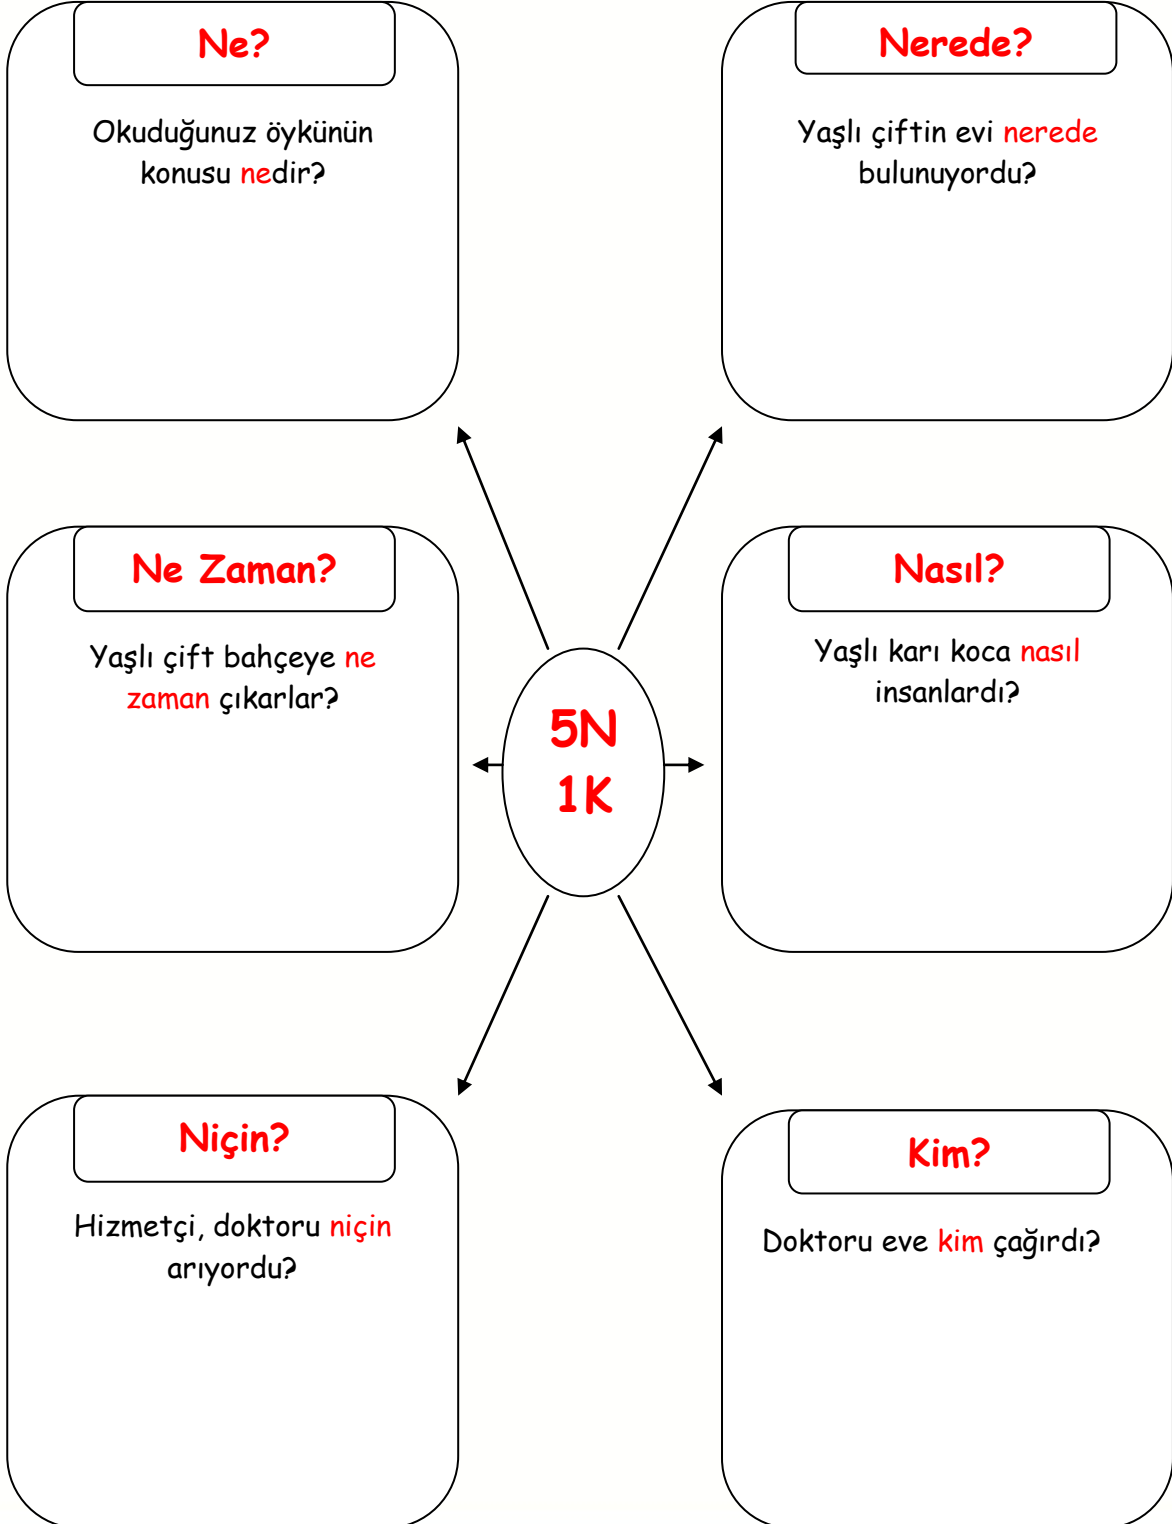 Ne?
Okuduğunuz öykünün
konusu nedir?
Nerede?
Yaşlı çiftin evi nerede
bulunuyordu?
Ne Zaman?
Yaşlı çift bahçeye ne
zaman çıkarlar?
Nasıl?
Yaşlı karı koca nasıl
insanlardı?
5N
1K
Niçin?
Hizmetçi, doktoru niçin
arıyordu?
Kim?
Doktoru eve kim çağırdı?